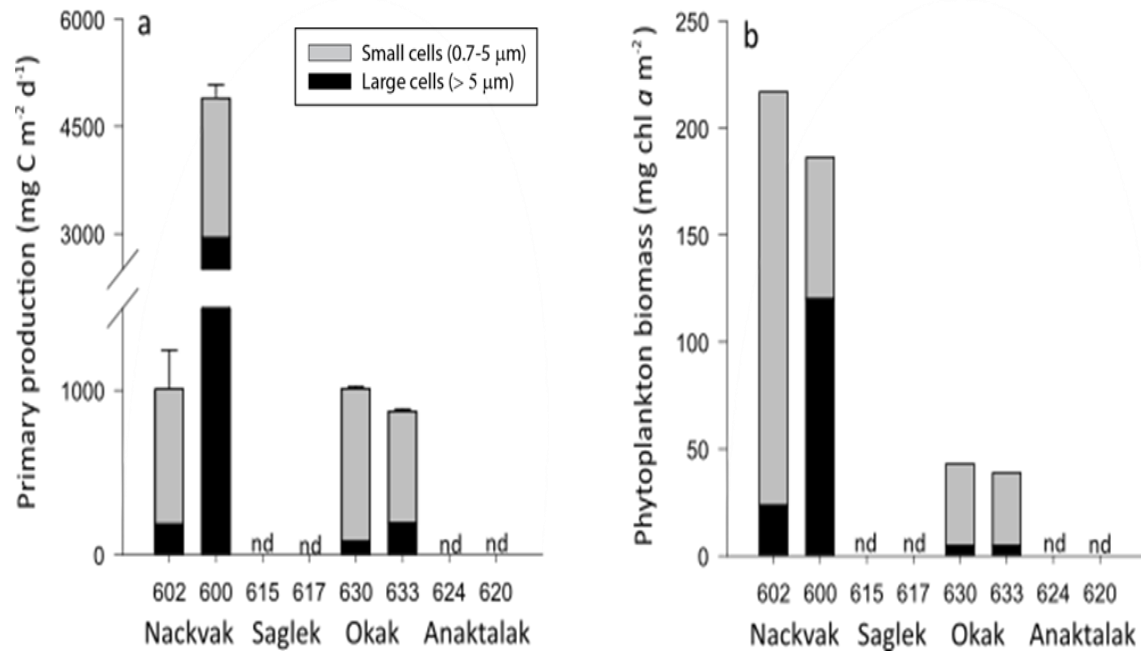 a
Small cells (0.7-5 μm)
Large cells (> 5 μm)
Primary production (mg C m⁻² d⁻¹)
6000
4500
3000
1000
0
nd nd nd nd
602 600 615 617 630 633 624 620
Nackvak Saglek Okak Anaktalak
b
Phytoplankton biomass (mg chl a m⁻²)
250
200
150
100
50
0
nd nd nd nd
602 600 615 617 630 633 624 620
Nackvak Saglek Okak Anaktalak